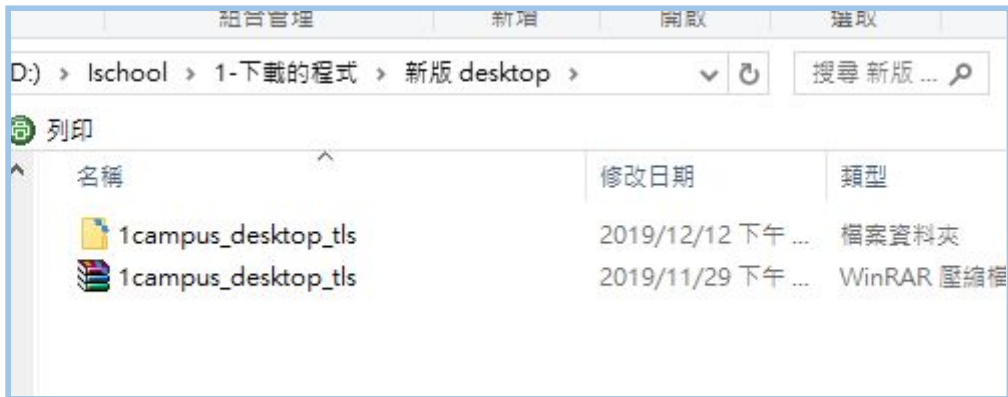 組合管理 新增 開啟 選取
D:) › Ischool › 1-下載的程式 › 新版 desktop › 搜尋 新版 ...
列印
名稱 修改日期 類型
1campus_desktop_tls 2019/12/12 下午 ... 檔案資料夾
1campus_desktop_tls 2019/11/29 下午 ... WinRAR 壓縮檔